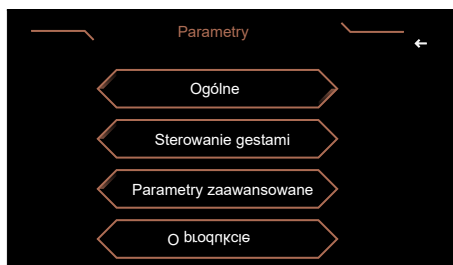 Parametry
Ogólne
Sterowanie gestami
Parametry zaawansowane
O produkcie